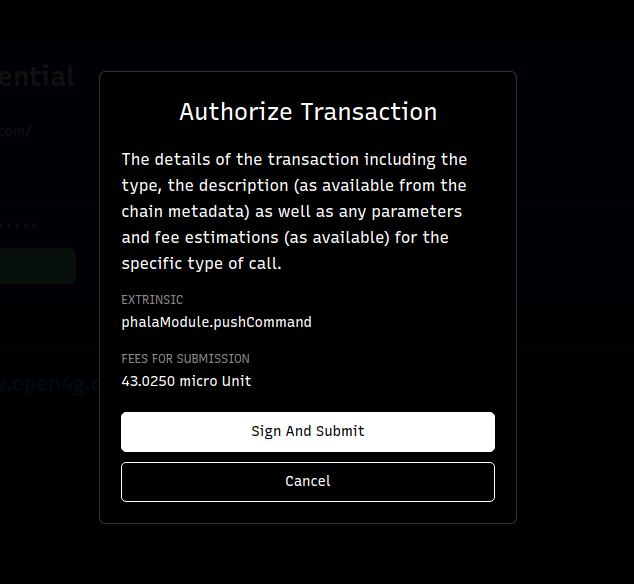 ential
com/
Authorize Transaction
The details of the transaction including the
type, the description (as available from the
chain metadata) as well as any parameters
and fee estimations (as available) for the
specific type of call.
EXTRINSIC
phalaModule.pushCommand
FEES FOR SUBMISSION
43.0250 micro Unit
w.open4g.c
Sign And Submit
Cancel